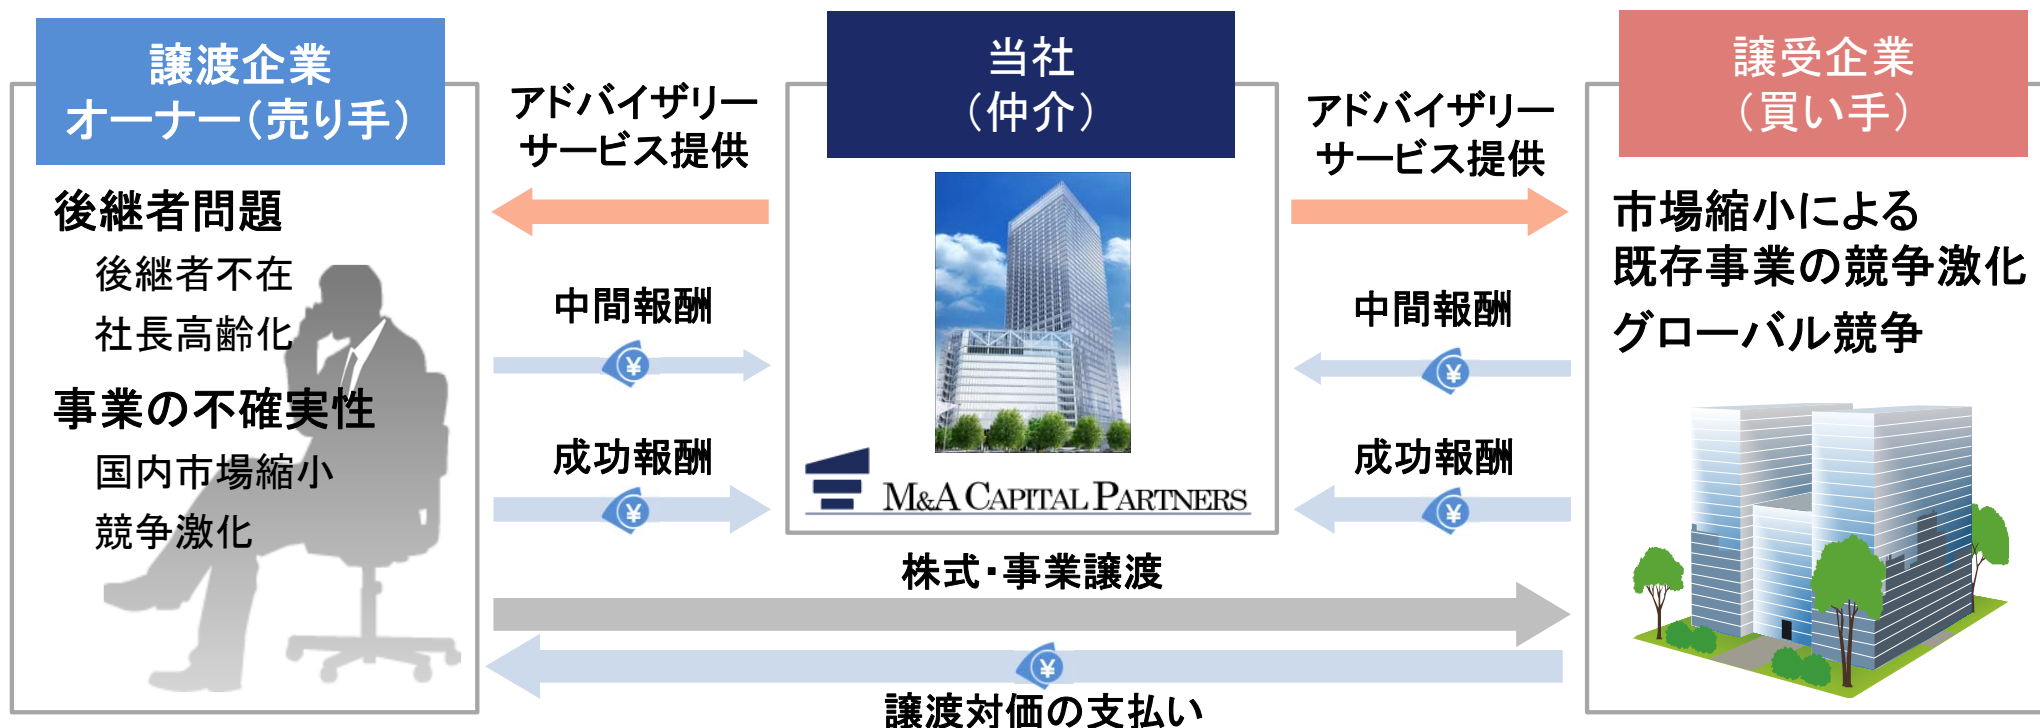 譲渡企業
オーナー（売り手）
後継者問題
後継者不在
社長高齢化
事業の不確実性
国内市場縮小
競争激化
アドバイザリー
サービス提供
中間報酬
¥
成功報酬
¥
当社
（仲介）
M&A CAPITAL PARTNERS
アドバイザリー
サービス提供
中間報酬
¥
成功報酬
¥
譲受企業
（買い手）
市場縮小による
既存事業の競争激化
グローバル競争
株式・事業譲渡
¥
譲渡対価の支払い